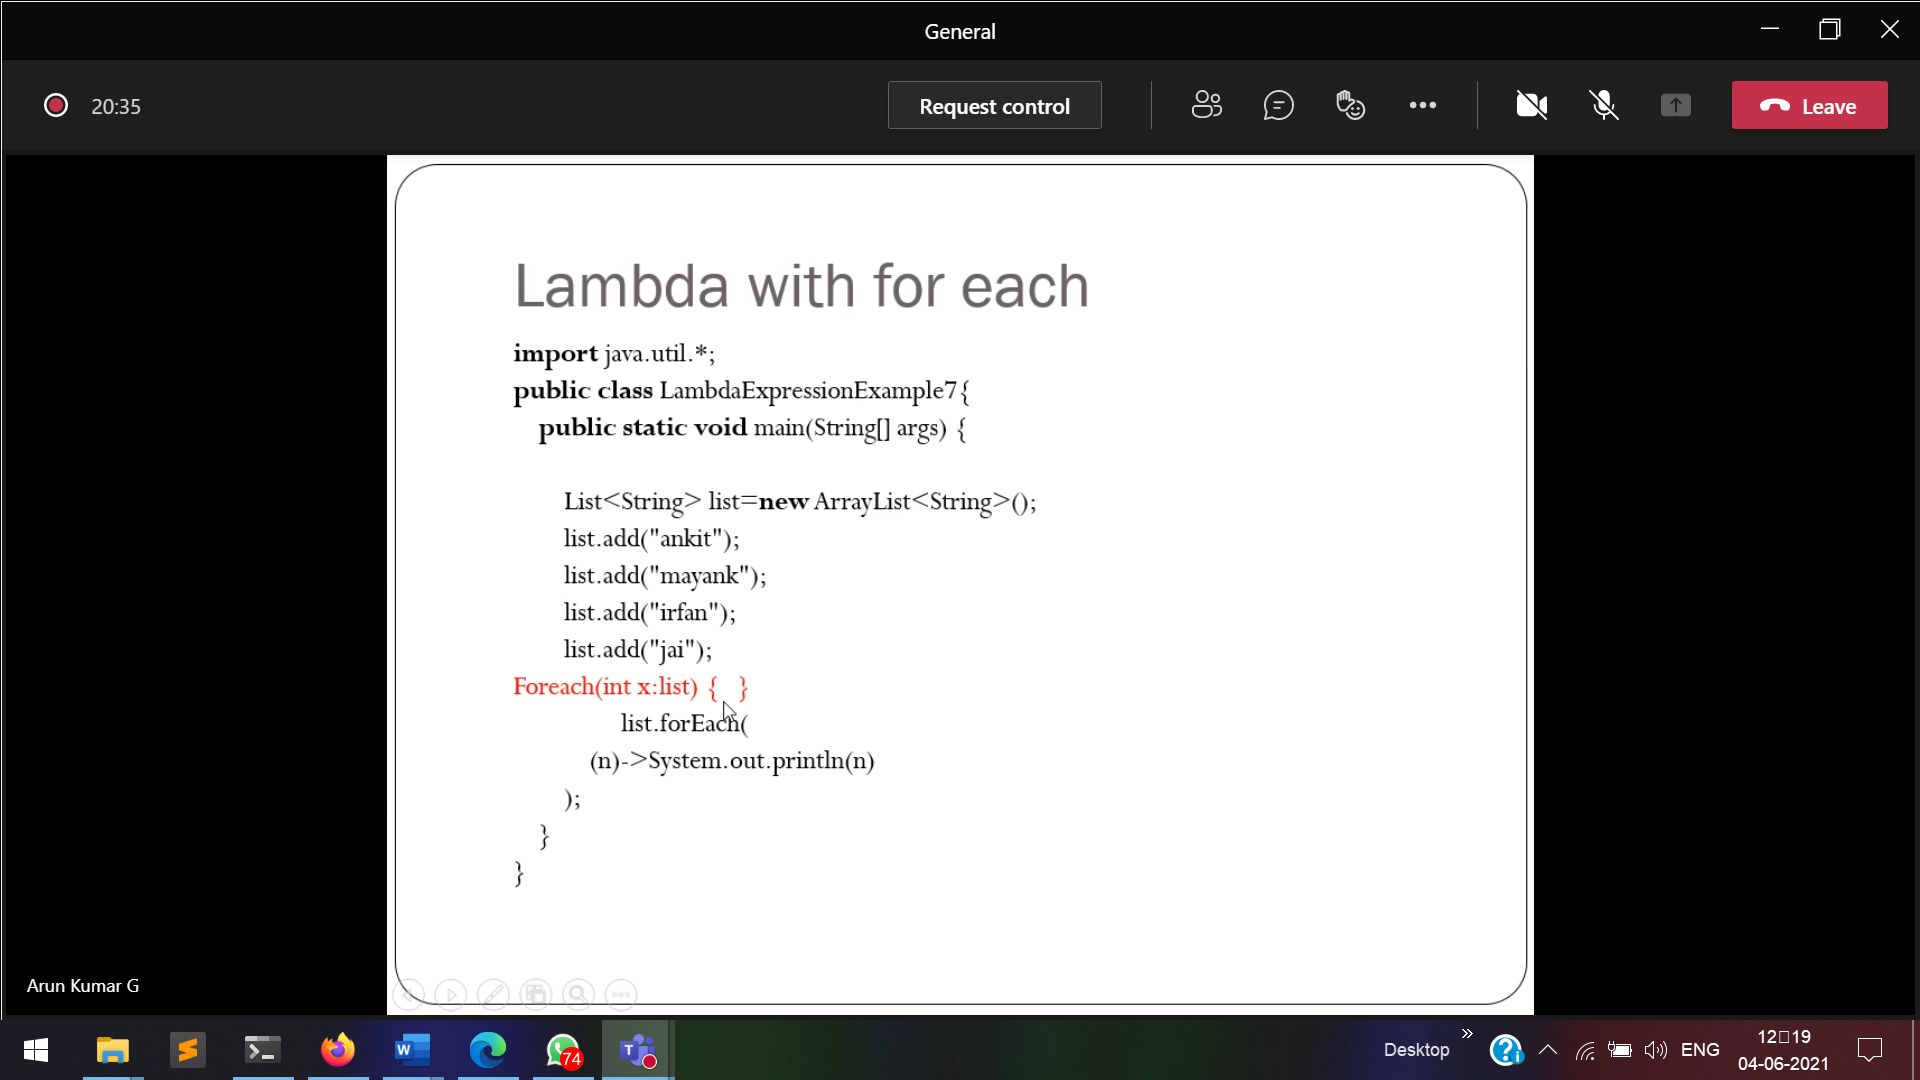 General
20:35
Request control
Leave
Lambda with for each
import java.util.*;
public class LambdaExpressionExample7{
public static void main(String[] args) {
List<String> list=new ArrayList<String>();
list.add("ankit");
list.add("mayank");
list.add("irfan");
list.add("jai");
Foreach(int x:list) { }
list.forEach(
(n)->System.out.println(n)
);
}
}
Arun Kumar G
74
Desktop
ENG
12▯19
04-06-2021